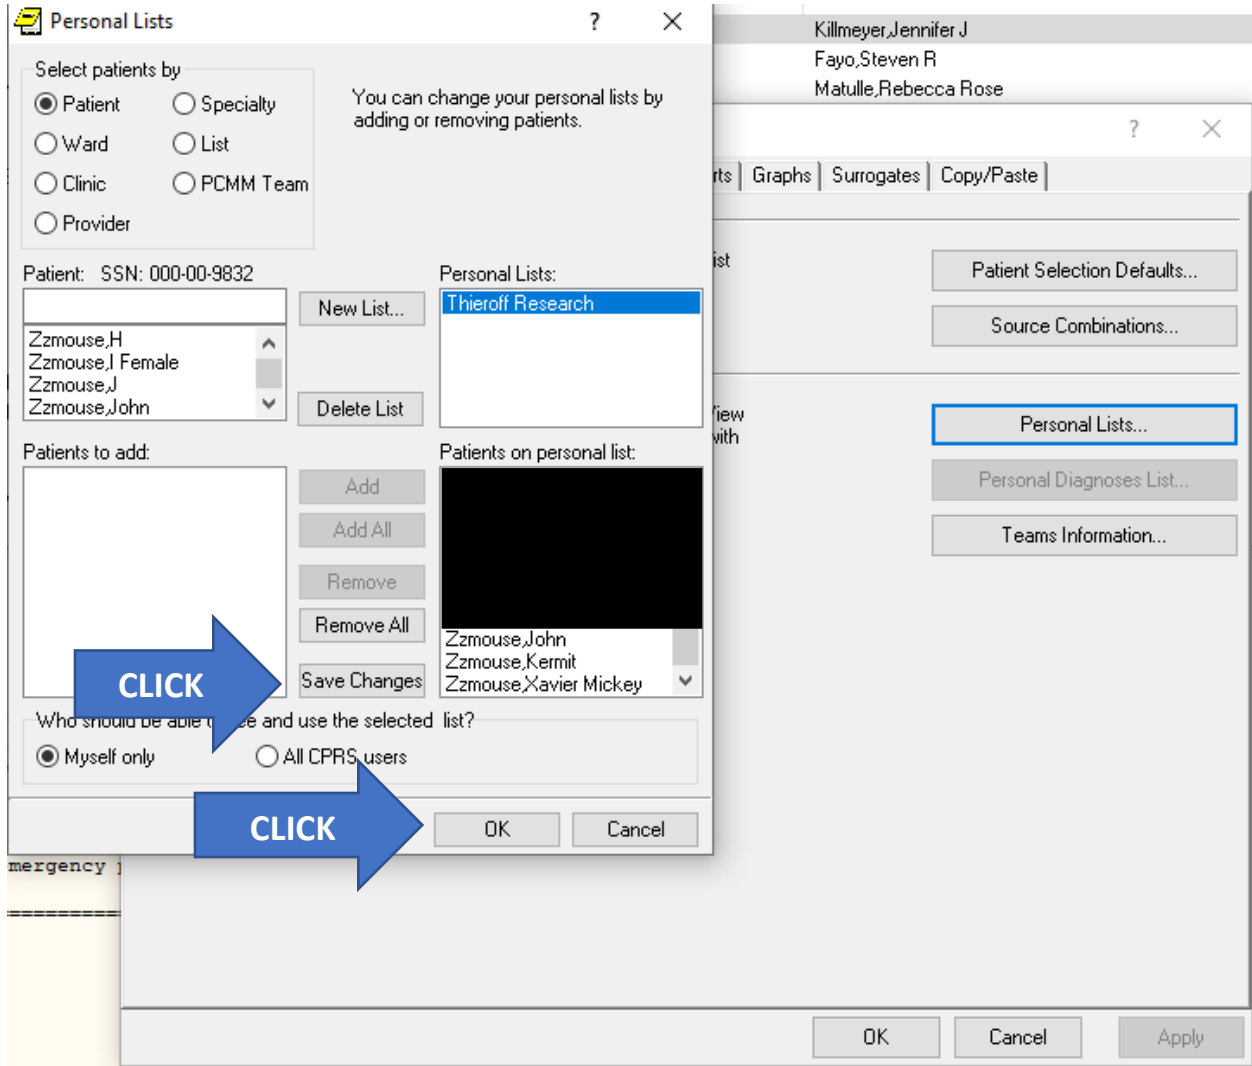 Personal Lists ? ×
Select patients by
Patient Specialty
Ward List
Clinic PCMM Team
Provider
You can change your personal lists by
adding or removing patients.
Patient: SSN: 000-00-9832
New List...
Zzmouse,H
Zzmouse,I Female
Zzmouse,J
Zzmouse,John
Delete List
Personal Lists:
Thieroff Research
Patients to add:
Add
Add All
Remove
Remove All
Save Changes
Patients on personal list:
Zzmouse,John
Zzmouse,Kermit
Zzmouse,Xavier Mickey
CLICK
Who should be able see and use the selected list?
Myself only All CPRS users
CLICK
OK Cancel
Killmeyer,Jennifer J
Fayo,Steven R
Matulle,Rebecca Rose
? ×
rts Graphs Surrogates Copy/Paste
ist
Patient Selection Defaults...
Source Combinations...
View
with
Personal Lists...
Personal Diagnoses List...
Teams Information...
mergency
==========
OK Cancel Apply